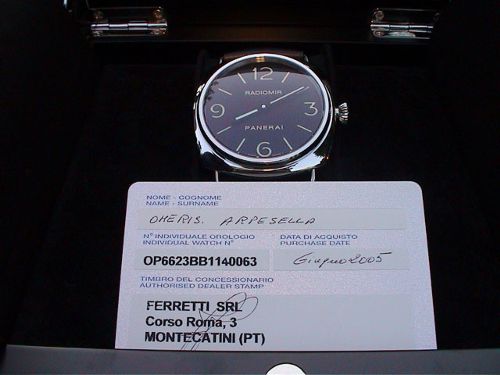 12
RADIOMIR
9
3
PANERAI
6
NOME - COGNOME
NAME - SURNAME
OMERIS. ARPESELLA
N° INDIVIDUALE OROLOGIO
INDIVIDUAL WATCH N°
DATA DI ACQUISTO
PURCHASE DATE
OP6623BB1140063
Giugno 2005
TIMBRO DEL CONCESSIONARIO
AUTHORISED DEALER STAMP
FERRETTI SRL
Corso Roma, 3
MONTECATINI (PT)